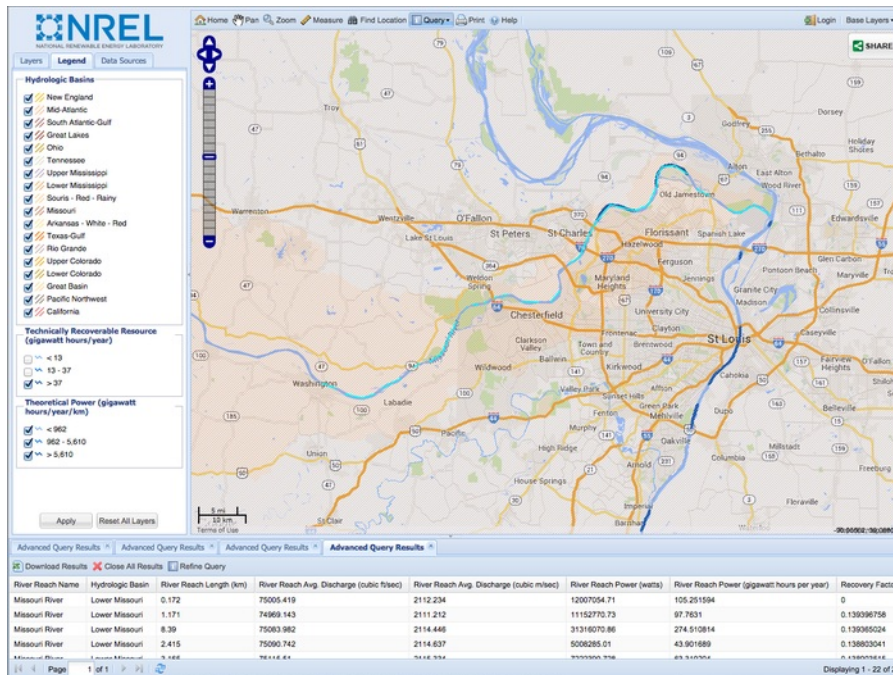 NREL
NATIONAL RENEWABLE ENERGY LABORATORY
Home Pan Zoom Measure Find Location Query Print Help Login Base Layers
SHARE
Layers Legend Data Sources
Hydrologic Basins
New England
Mid-Atlantic
South Atlantic-Gulf
Great Lakes
Ohio
Tennessee
Upper Mississippi
Lower Mississippi
Souris - Red - Rainy
Missouri
Arkansas - White - Red
Texas-Gulf
Rio Grande
Upper Colorado
Lower Colorado
Great Basin
Pacific Northwest
California
Technically Recoverable Resource
(gigawatt hours/year)
< 13
13 - 37
> 37
Theoretical Power (gigawatt
hours/year/km)
< 962
962 - 5,610
> 5,610
Apply Reset All Layers
Troy
Godfrey
Dorsey
Bethalto
Holiday
Shores
Alton
East Alton
Wood River
Old Jamestown
Edwardsville
Warrenton
Wentzville
O'Fallon
St Peters
St Charles
Florissant
Spanish Lake
Lake St Louis
Hazelwood
Glen Carbon
Weldon
Spring
Maryland
Heights
Ferguson
Jennings
Pontoon Beach
Maryville
Granite City
Madison
Chesterfield
University City
Collinsville
Clayton
Frontenac
St Louis
Caseyville
Clarkson
Valley
Town and
Country
Brentwood
Fairview
Heights
O'Fallon
Ballwin
Wildwood
Kirkwood
Cahokia
Washington
Labadie
Valley Park
Affton
Sunset Hills
Green Park
Mehlville
Dupo
Belleville
Fenton
Pacific
Murphy
Oakville
Union
High Ridge
Arnold
Columbia
Millstadt
House Springs
Floraville
Imperial
Barnhart
St Clair
5 mi
10 km
Terms of Use
Advanced Query Results Advanced Query Results Advanced Query Results Advanced Query Results
Download Results Close All Results Refine Query
River Reach Name Hydrologic Basin River Reach Length (km) River Reach Avg. Discharge (cubic ft/sec) River Reach Avg. Discharge (cubic m/sec) River Reach Power (watts) River Reach Power (gigawatt hours per year) Recovery Facto
Missouri River Lower Missouri 0.172 75005.419 2112.234 12007054.71 105.251594 0
Missouri River Lower Missouri 1.171 74969.143 2111.212 11152770.73 97.7631 0.139396758
Missouri River Lower Missouri 8.39 75083.982 2114.446 31316070.86 274.510814 0.139365024
Missouri River Lower Missouri 2.415 75090.742 2114.637 5008285.01 43.901689 0.138803041
Missouri River Lower Missouri
Page 1 of 1 Displaying 1 - 22 of